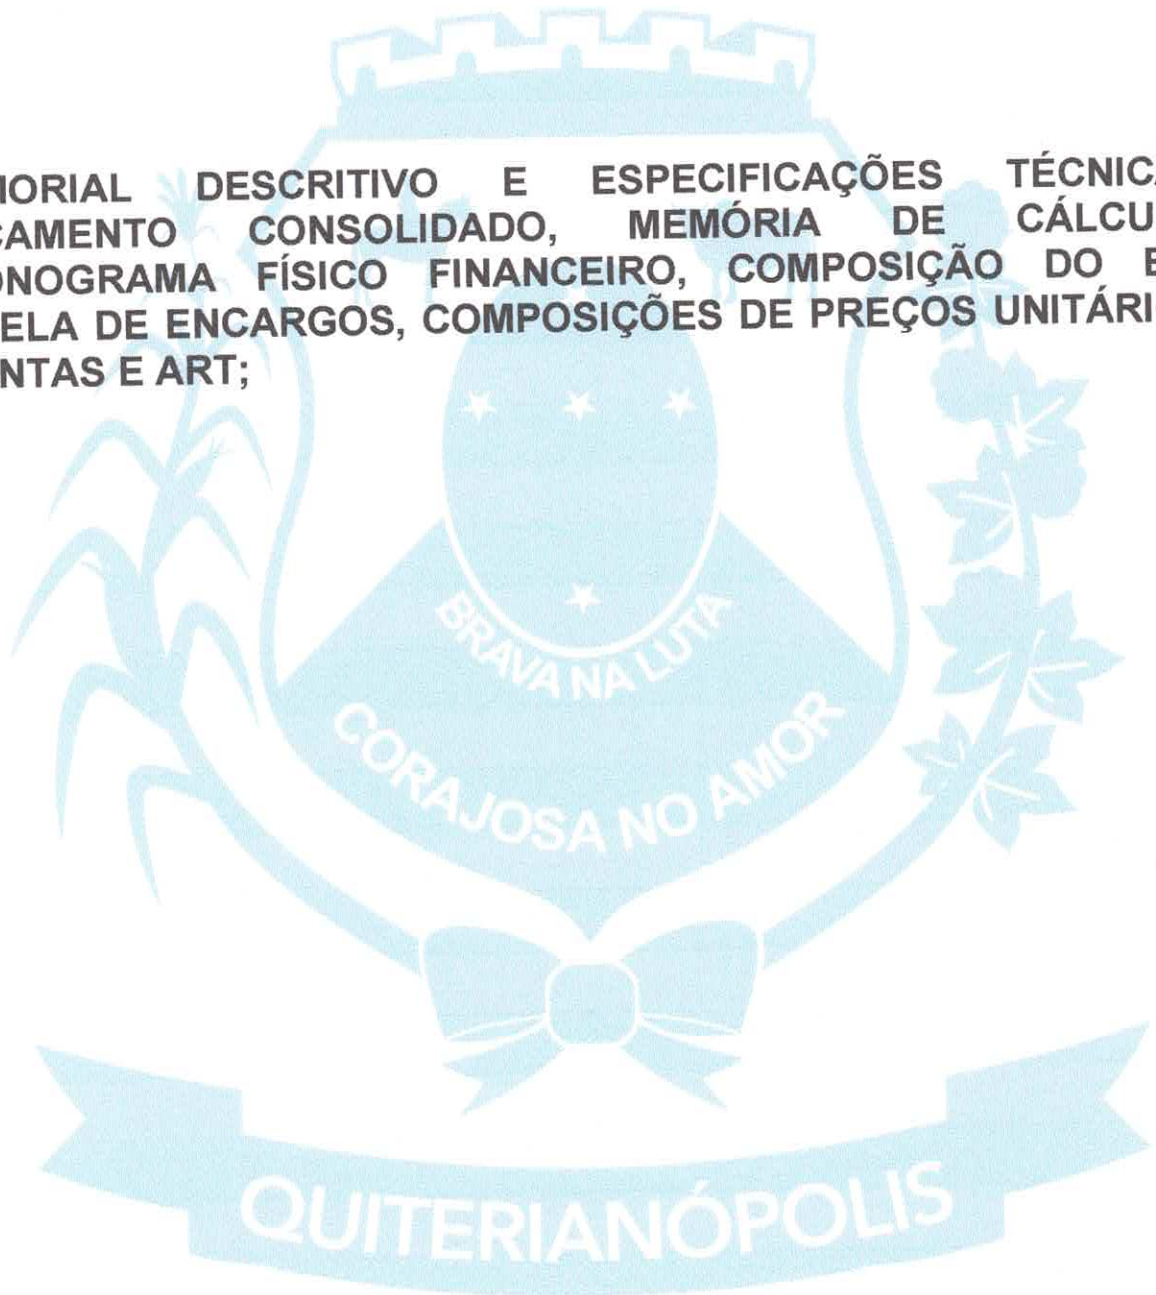 MORIAL DESCRITIVO E ESPECIFICAÇÕES TÉCNICA
ÇAMENTO CONSOLIDADO, MEMÓRIA DE CÁLCU
ONOGRAMA FÍSICO FINANCEIRO, COMPOSIÇÃO DO B
ELA DE ENCARGOS, COMPOSIÇÕES DE PREÇOS UNITÁRI
NTAS E ART;
BRAVA NA LUTA
CORAJOSA NO AMOR
QUITERIANÓPOLIS